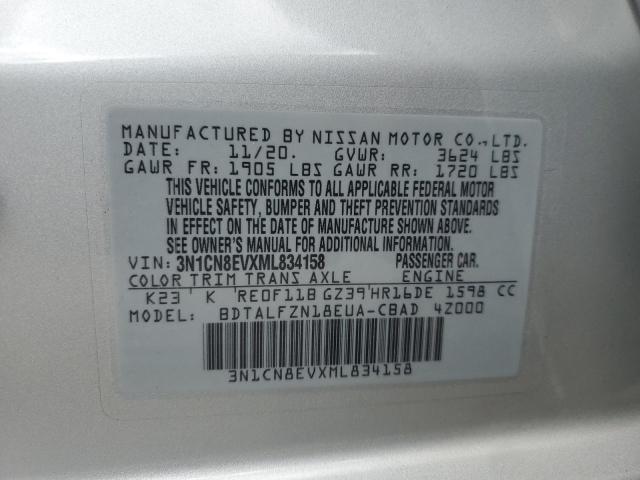 MANUFACTURED BY NISSAN MOTOR CO., LTD.
DATE: 11/20. GVWR: 3624 LBS
GAWR FR: 1905 LBS GAWR RR: 1720 LBS
THIS VEHICLE CONFORMS TO ALL APPLICABLE FEDERAL MOTOR
VEHICLE SAFETY, BUMPER AND THEFT PREVENTION STANDARDS
IN EFFECT ON THE DATE OF MANUFACTURE SHOWN ABOVE.
SEE OWNER'S MANUAL FOR ADDITIONAL INFORMATION.
VIN: 3N1CN8EVXML834158 PASSENGER CAR.
COLOR TRIM TRANS AXLE ENGINE
K23 K RE0F11B GZ39 HR16DE 1598 CC
MODEL: BDTALFZN18EUA-CBAD 4Z000
3N1CN8EVXML834158